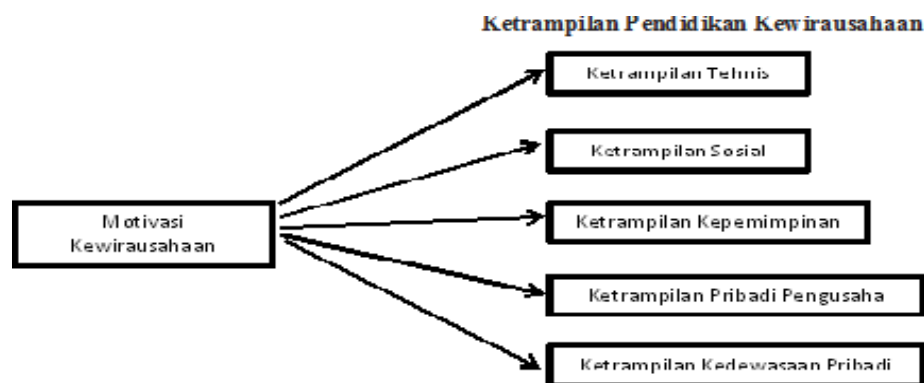 Ketrampilan Pendidikan Kewirausahaan
Ketrampilan Tehnis
Ketrampilan Sosial
Motivasi
Kewirausahaan
Ketrampilan Kepemimpinan
Ketrampilan Pribadi Pengusaha
Ketrampilan Kedewasaan Pribadi